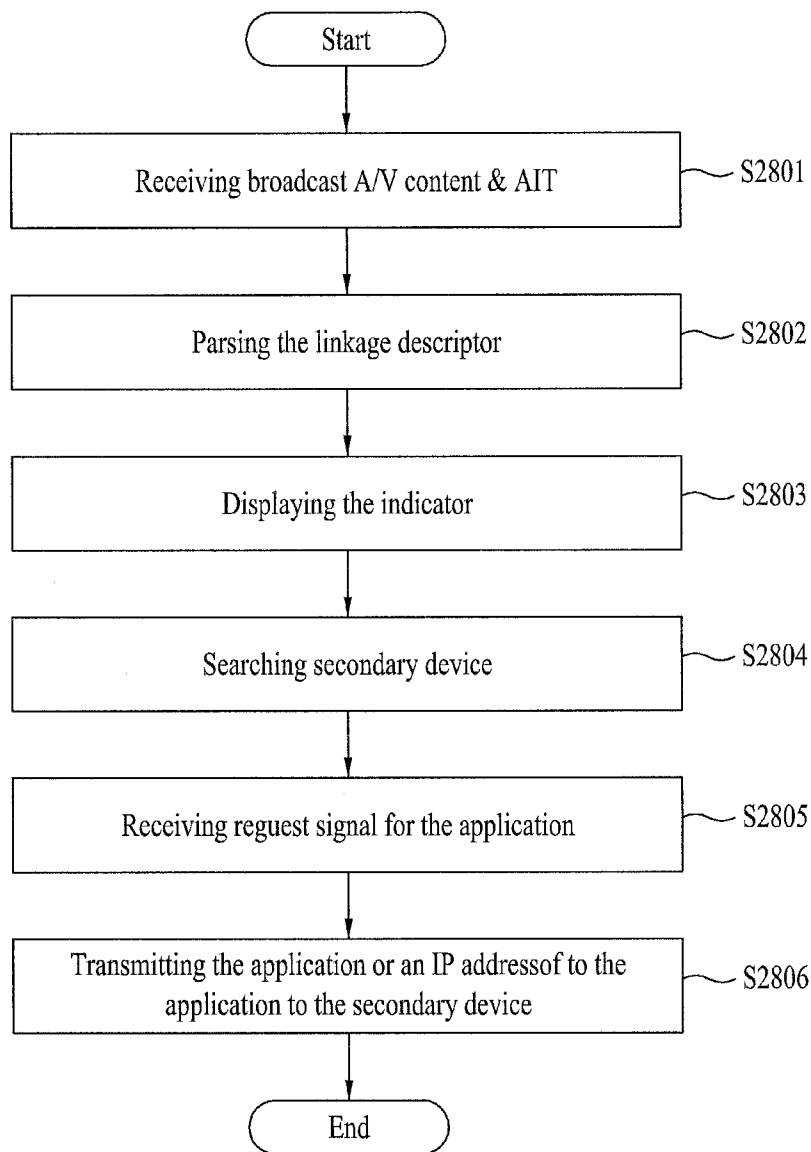 Start
Receiving broadcast A/V content & AIT
S2801
Parsing the linkage descriptor
S2802
Displaying the indicator
S2803
Searching secondary device
S2804
Receiving reguest signal for the application
S2805
Transmitting the application or an IP addressof to the
application to the secondary device
S2806
End